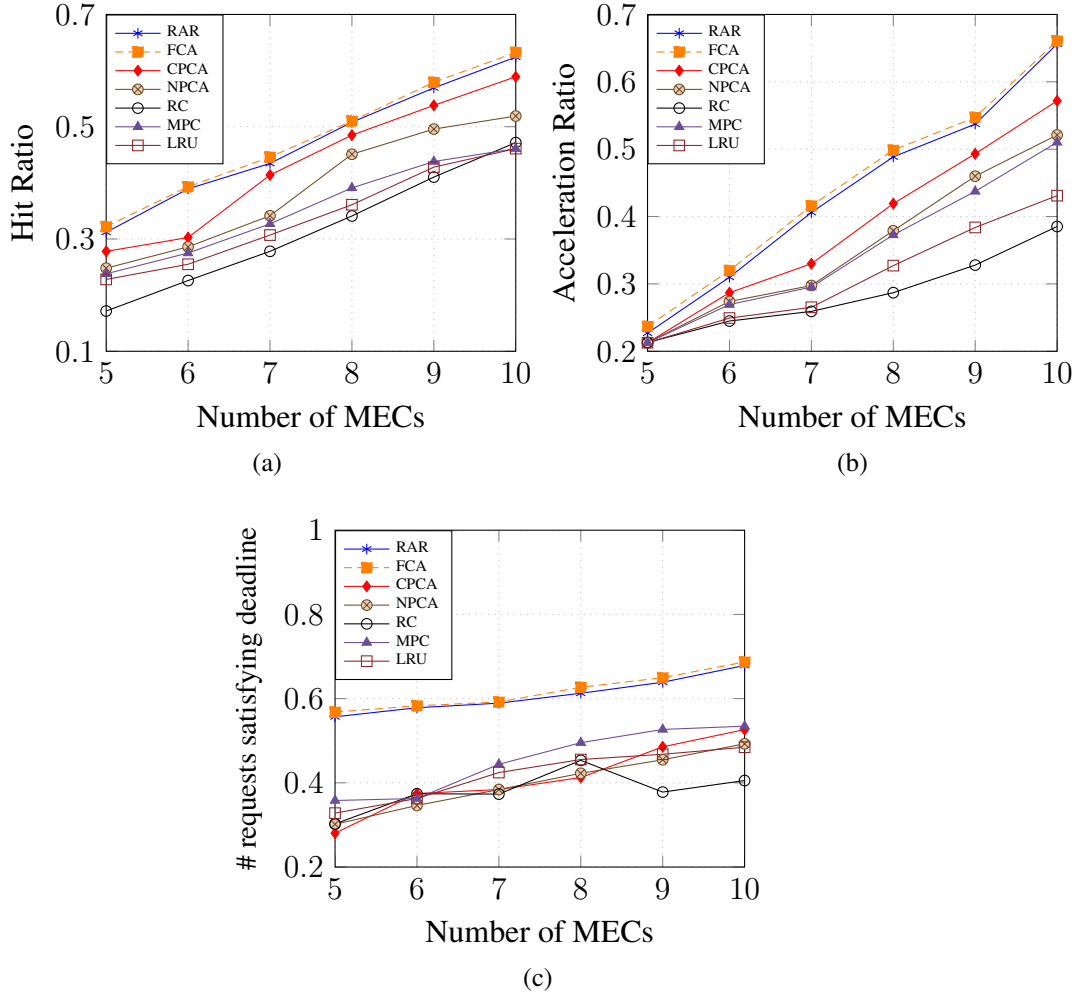 0.7
0.5
0.3
0.1
Hit Ratio
RAR
FCA
CPCA
NPCA
RC
MPC
LRU
5 6 7 8 9 10
Number of MECs
(a)
0.7
0.6
0.5
0.4
0.3
0.2
Acceleration Ratio
RAR
FCA
CPCA
NPCA
RC
MPC
LRU
5 6 7 8 9 10
Number of MECs
(b)
1
0.8
0.6
0.4
0.2
# requests satisfying deadline
RAR
FCA
CPCA
NPCA
RC
MPC
LRU
5 6 7 8 9 10
Number of MECs
(c)